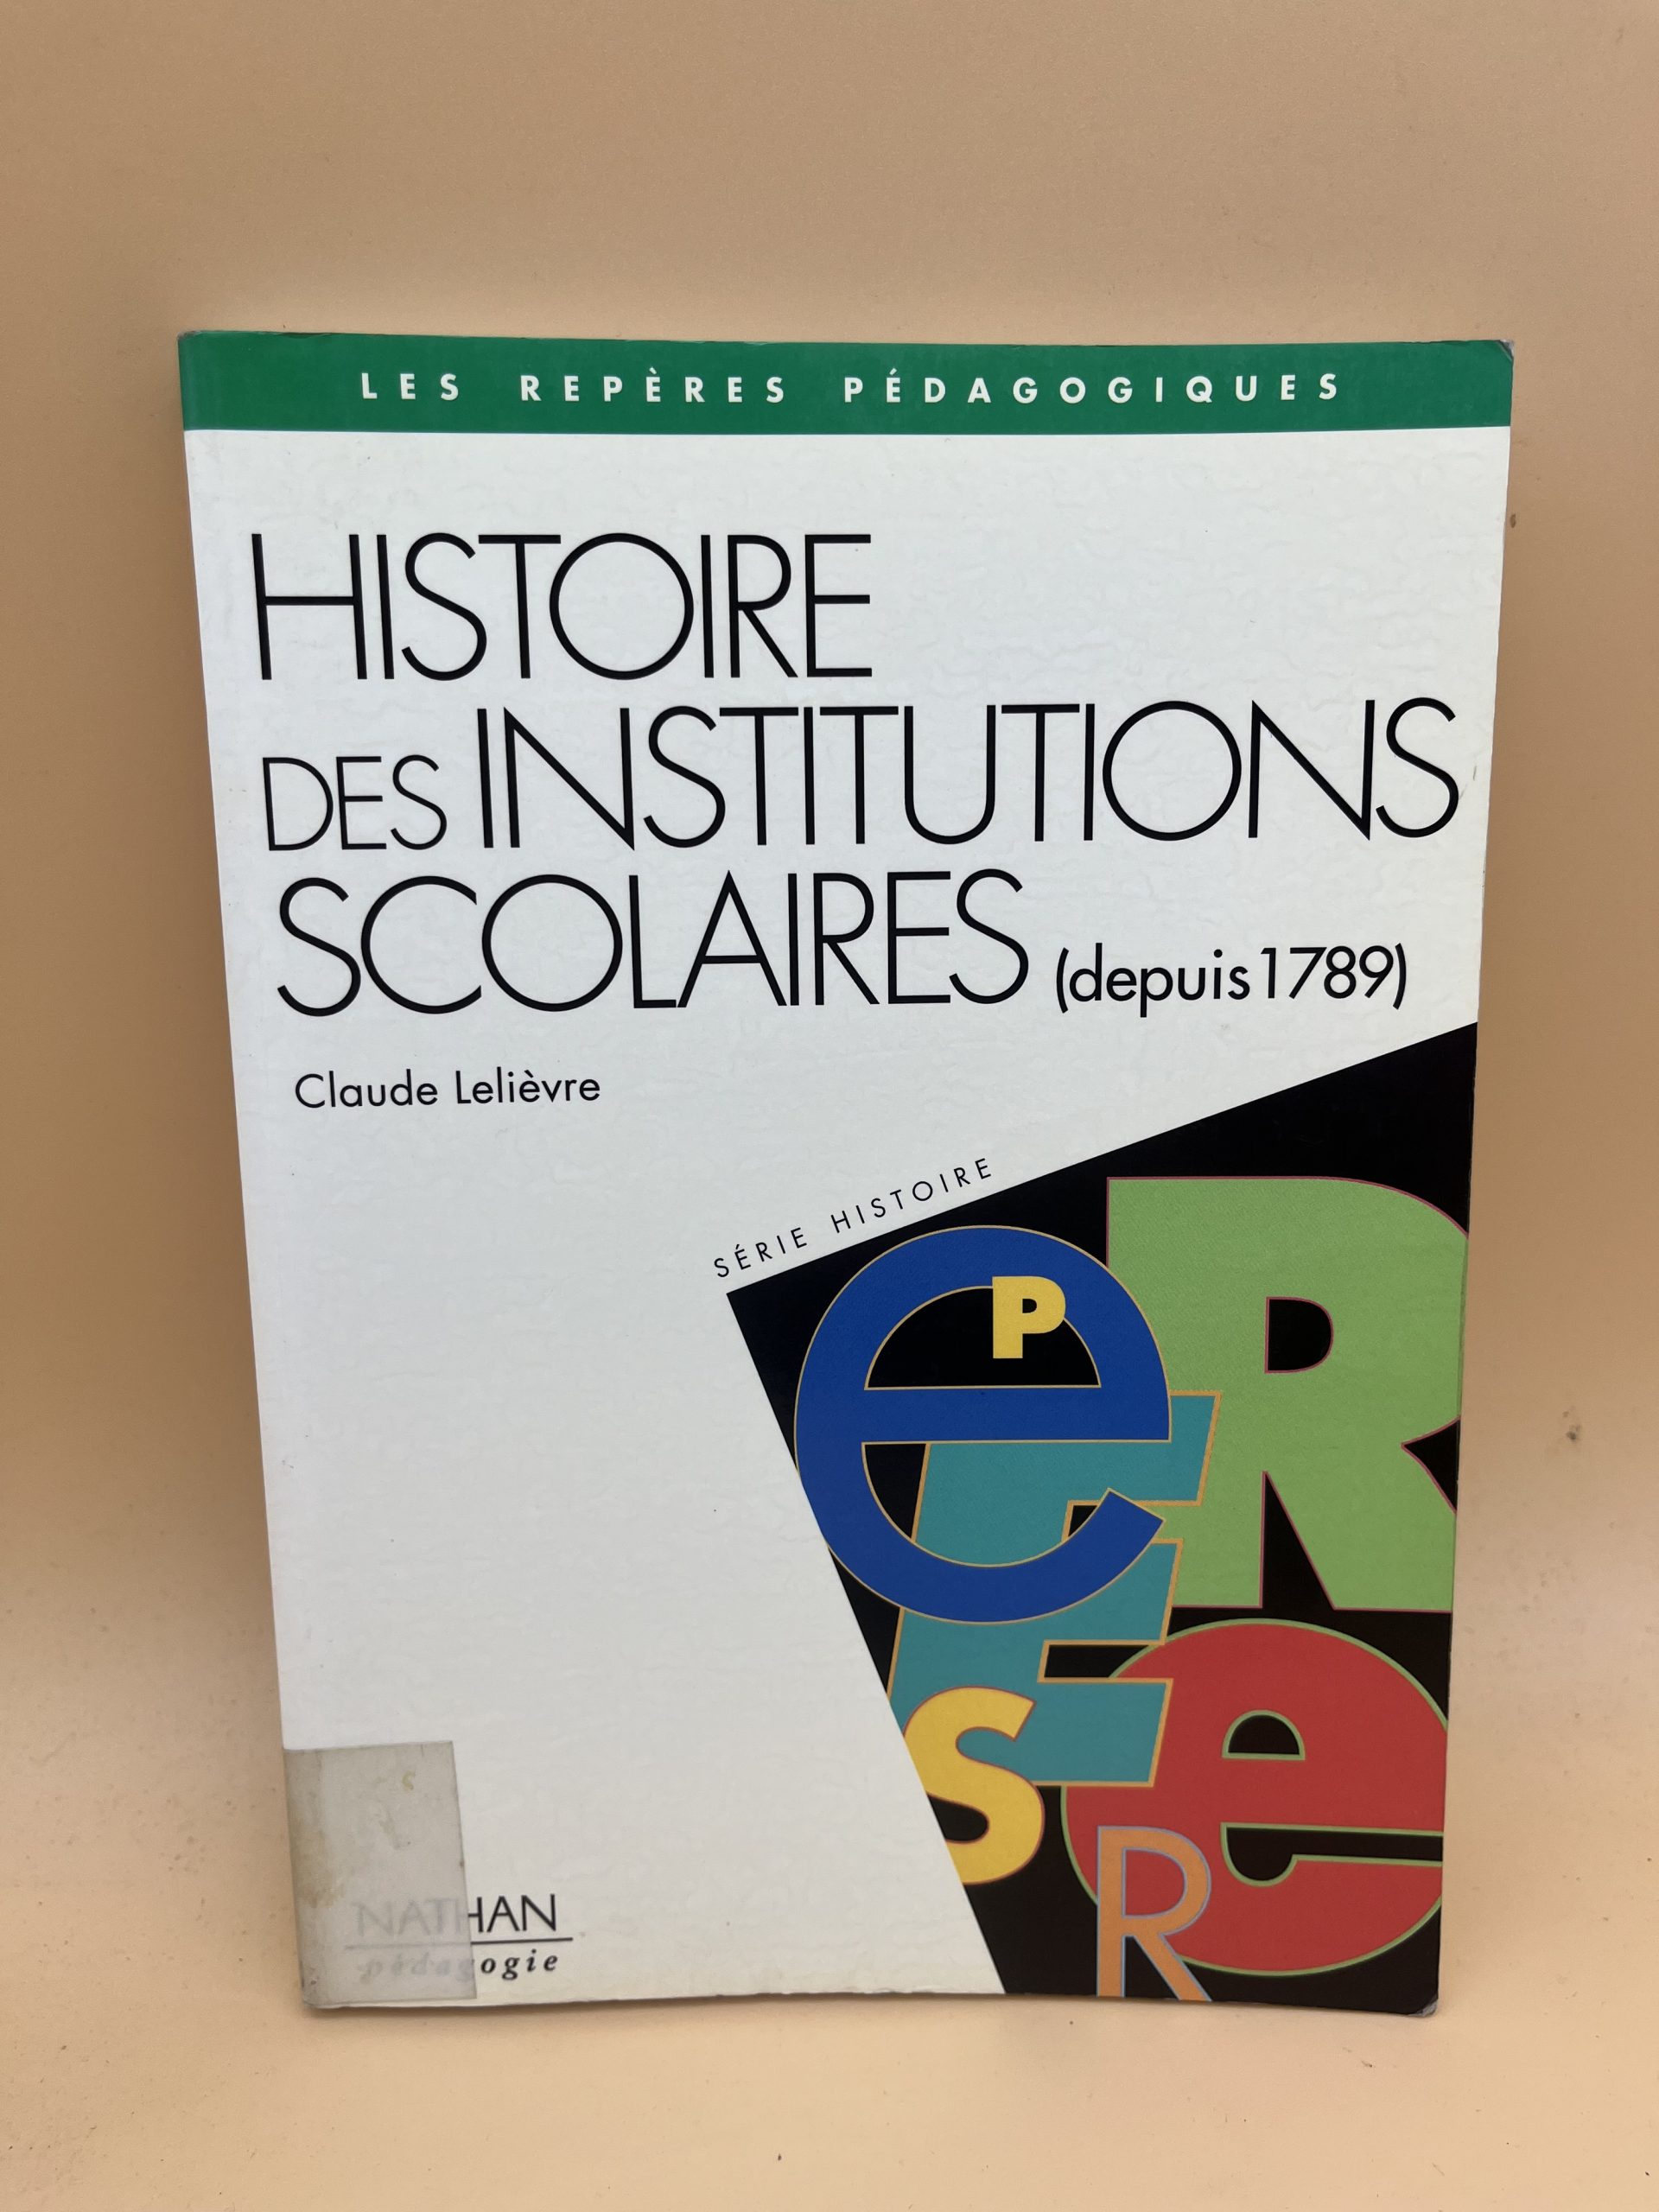 LES REPÈRES PÉDAGOGIQUES
HISTOIRE
DES INSTITUTIONS
SCOLAIRES (depuis 1789)
Claude Lelièvre
SÉRIE HISTOIRE
R
e
P
E
e
S
R
NATHAN
pédagogie